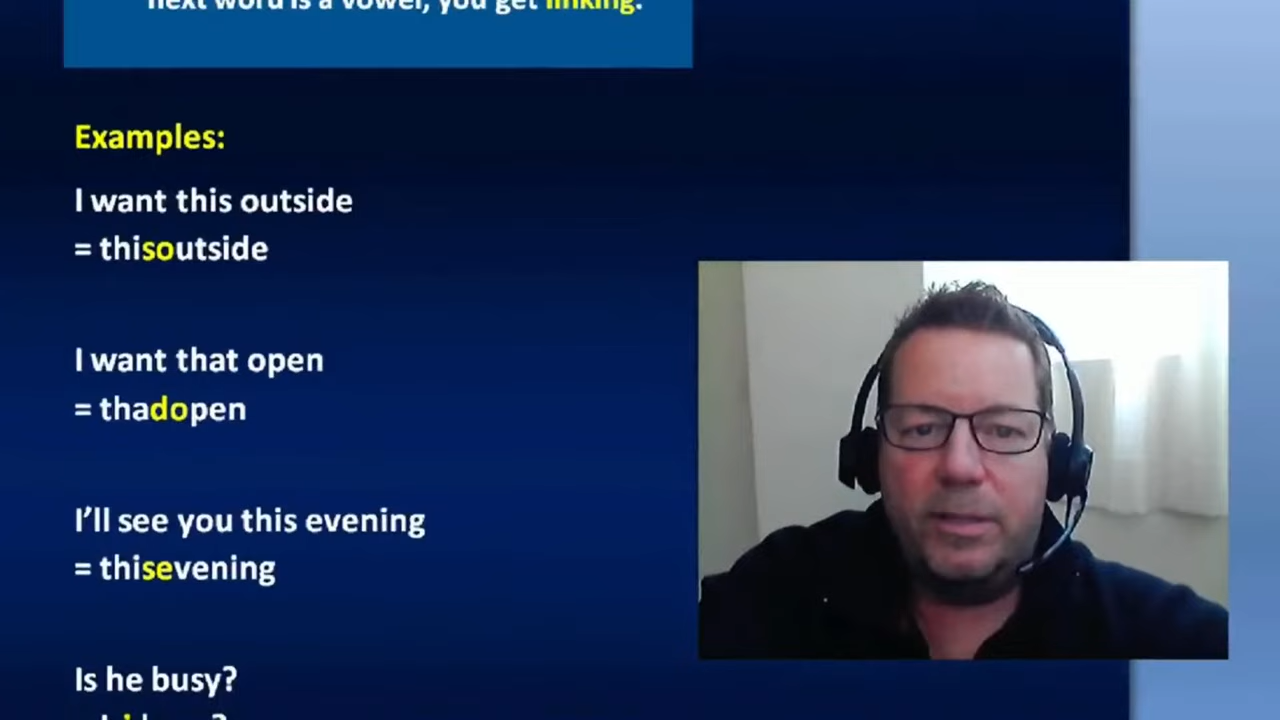 next word is a vowel, you get linking.
Examples:
I want this outside
= thisoutside
I want that open
= thadopen
I'll see you this evening
= thisevening
Is he busy?